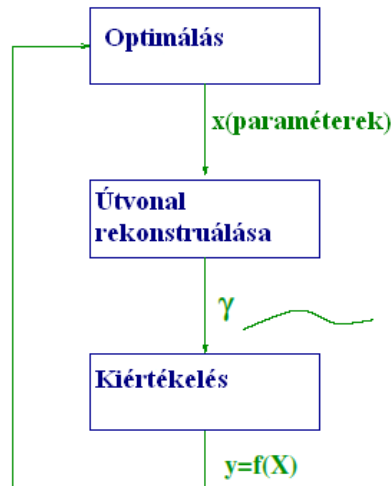 Optimálás
x(paraméterek)
Útvonal
rekonstruálása
γ
Kiértékelés
y=f(X)